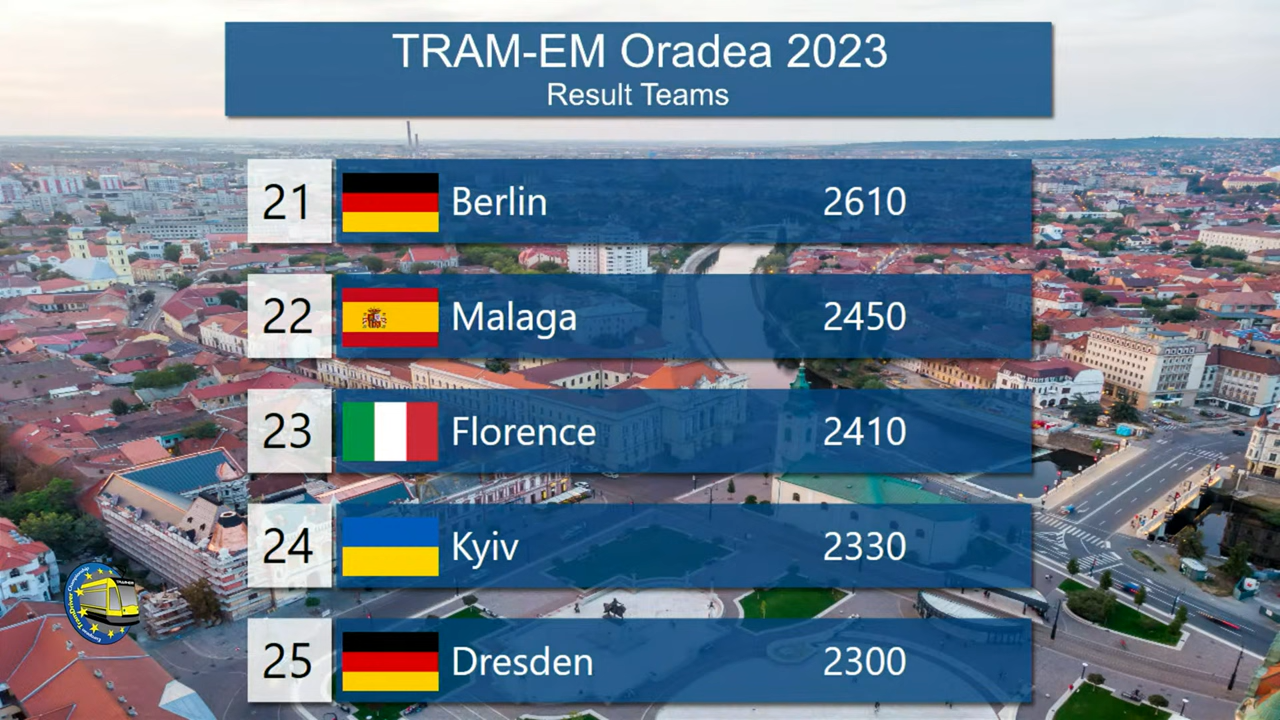 TRAM-EM Oradea 2023
Result Teams
21 Berlin 2610
22 Malaga 2450
23 Florence 2410
24 Kyiv 2330
25 Dresden 2300